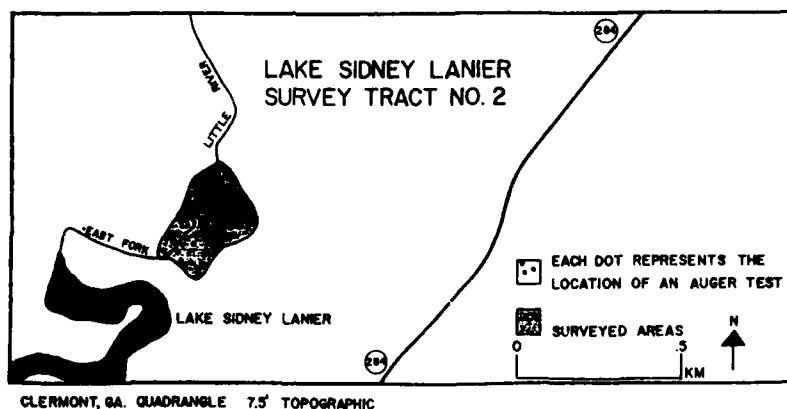 LAKE SIDNEY LANIER
SURVEY TRACT NO. 2
284
LITTLE RIVER
EAST FORK
LAKE SIDNEY LANIER
EACH DOT REPRESENTS THE
LOCATION OF AN AUGER TEST
SURVEYED AREAS
0 .5
KM
N
284
CLERMONT, GA. QUADRANGLE 7.5' TOPOGRAPHIC